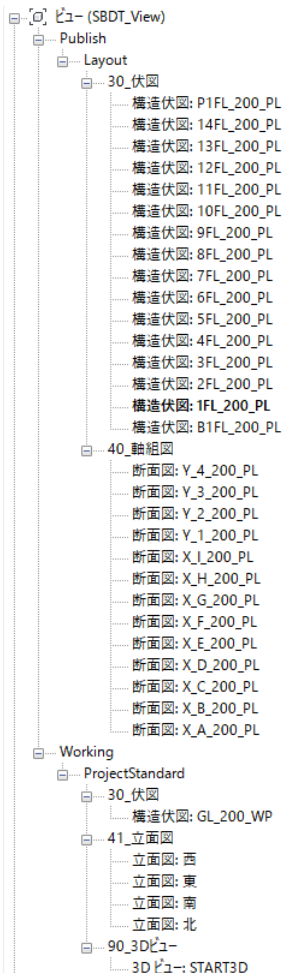 ビュー (SBDT_View)
Publish
Layout
30_伏図
構造伏図: P1FL_200_PL
構造伏図: 14FL_200_PL
構造伏図: 13FL_200_PL
構造伏図: 12FL_200_PL
構造伏図: 11FL_200_PL
構造伏図: 10FL_200_PL
構造伏図: 9FL_200_PL
構造伏図: 8FL_200_PL
構造伏図: 7FL_200_PL
構造伏図: 6FL_200_PL
構造伏図: 5FL_200_PL
構造伏図: 4FL_200_PL
構造伏図: 3FL_200_PL
構造伏図: 2FL_200_PL
構造伏図: 1FL_200_PL
構造伏図: B1FL_200_PL
40_軸組図
断面図: Y_4_200_PL
断面図: Y_3_200_PL
断面図: Y_2_200_PL
断面図: Y_1_200_PL
断面図: X_I_200_PL
断面図: X_H_200_PL
断面図: X_G_200_PL
断面図: X_F_200_PL
断面図: X_E_200_PL
断面図: X_D_200_PL
断面図: X_C_200_PL
断面図: X_B_200_PL
断面図: X_A_200_PL
Working
ProjectStandard
30_伏図
構造伏図: GL_200_WP
41_立面図
立面図: 西
立面図: 東
立面図: 南
立面図: 北
90_3Dビュー
3D ビュー: START3D